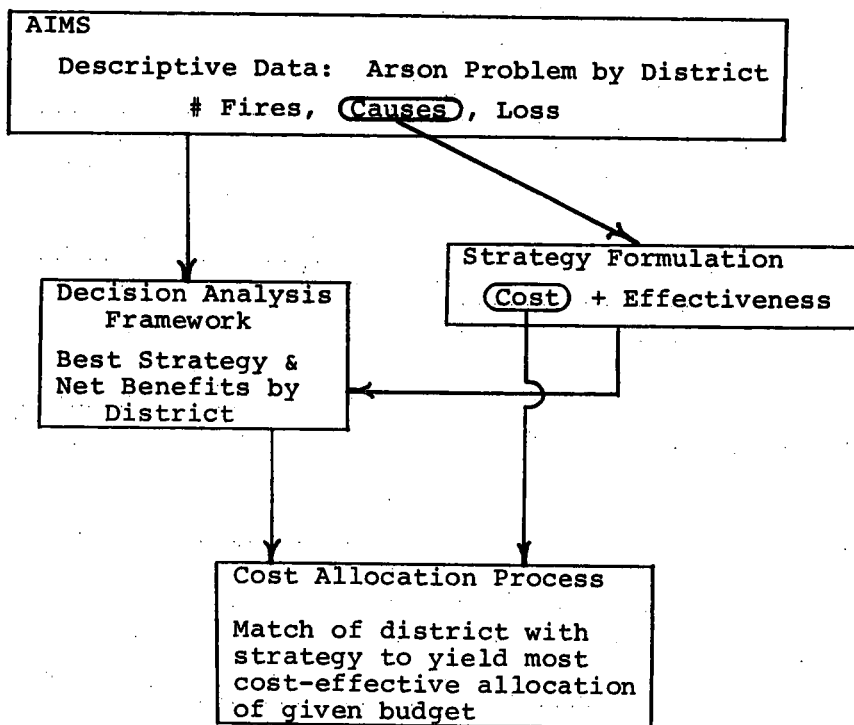 AIMS
Descriptive Data: Arson Problem by District
# Fires, Causes, Loss
Strategy Formulation
Cost + Effectiveness
Decision Analysis
Framework
Best Strategy &
Net Benefits by
District
Cost Allocation Process
Match of district with
strategy to yield most
cost-effective allocation
of given budget